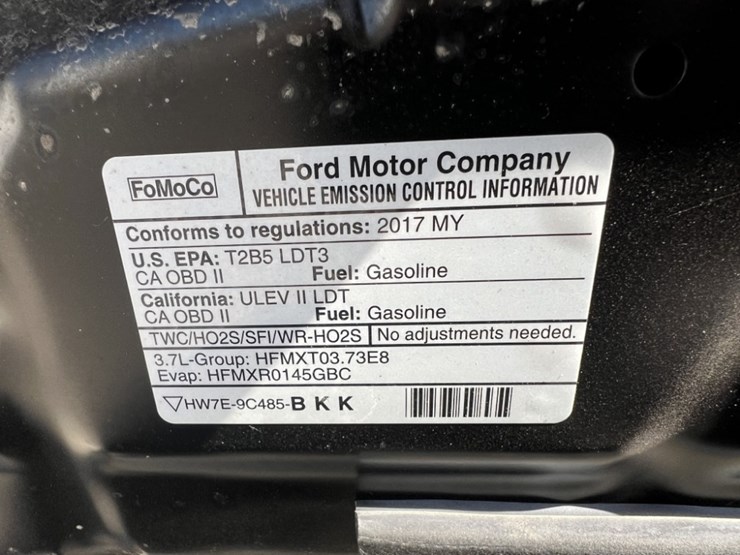 FoMoCo
Ford Motor Company
VEHICLE EMISSION CONTROL INFORMATION
Conforms to regulations: 2017 MY
U.S. EPA: T2B5 LDT3
CA OBD II Fuel: Gasoline
California: ULEV II LDT
CA OBD II Fuel: Gasoline
TWC/HO2S/SFI/WR-HO2S No adjustments needed.
3.7L-Group: HFMXT03.73E8
Evap: HFMXR0145GBC
HW7E-9C485-B K K